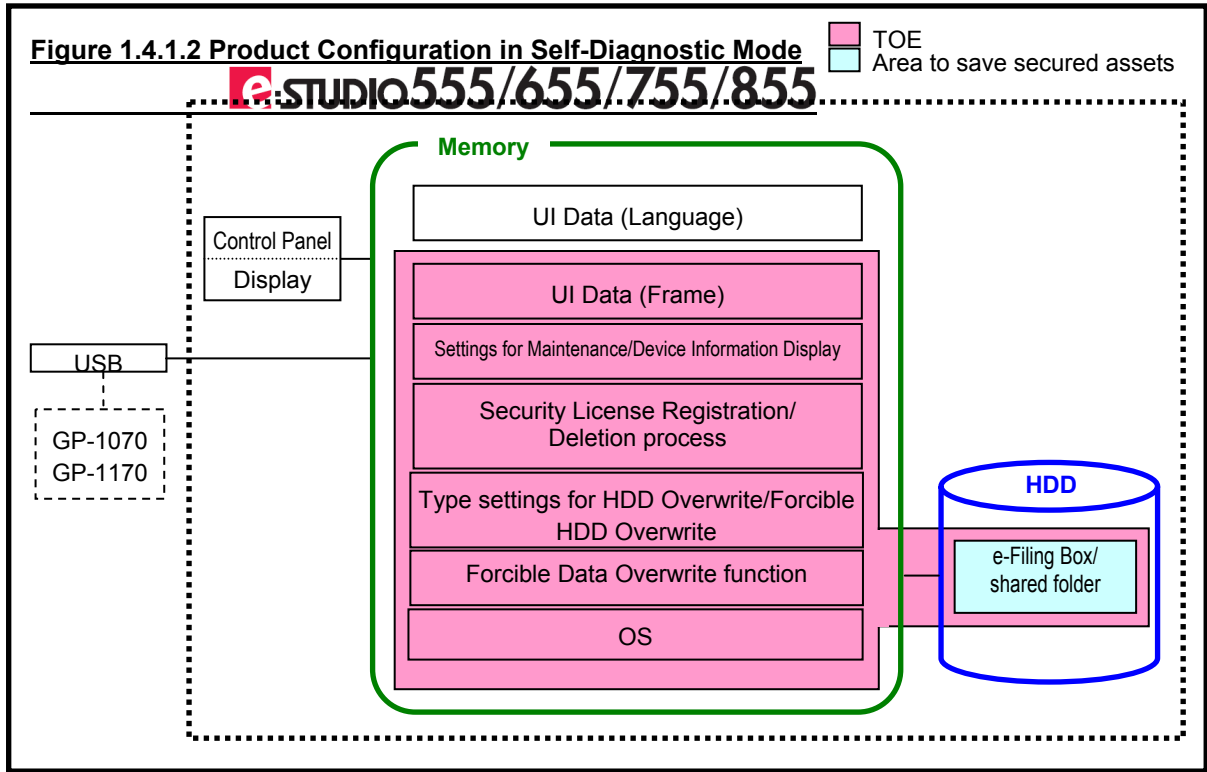 Figure 1.4.1.2 Product Configuration in Self-Diagnostic Mode
TOE
Area to save secured assets
e-STUDIO555/655/755/855
Memory
UI Data (Language)
Control Panel
Display
UI Data (Frame)
Settings for Maintenance/Device Information Display
USB
Security License Registration/
Deletion process
GP-1070
GP-1170
Type settings for HDD Overwrite/Forcible
HDD Overwrite
HDD
Forcible Data Overwrite function
e-Filing Box/
shared folder
OS